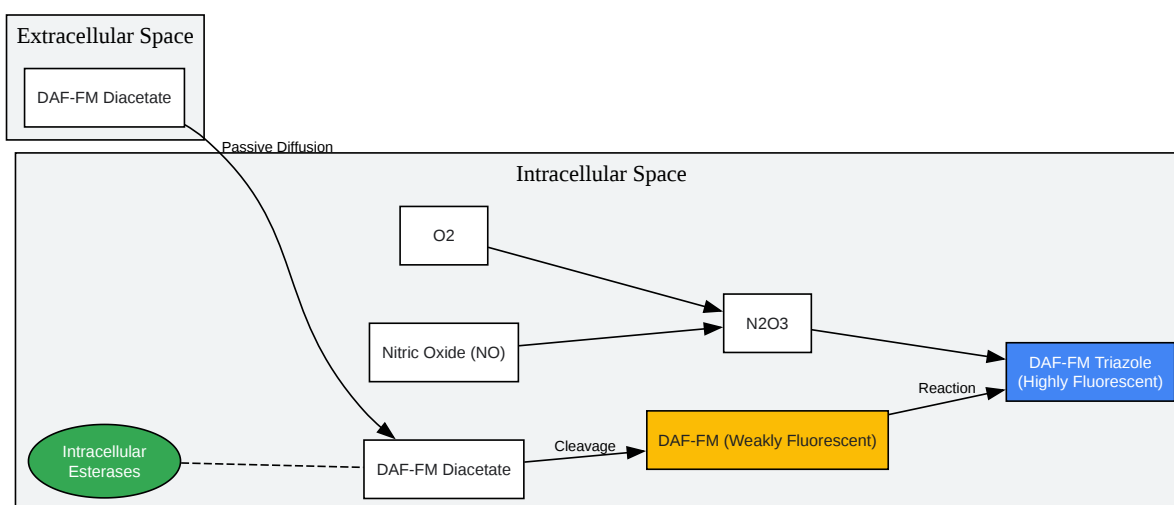 Extracellular Space
DAF-FM Diacetate
Passive Diffusion
Intracellular Space
O2
Nitric Oxide (NO)
N2O3
DAF-FM Triazole
(Highly Fluorescent)
Reaction
DAF-FM (Weakly Fluorescent)
Cleavage
DAF-FM Diacetate
Intracellular
Esterases